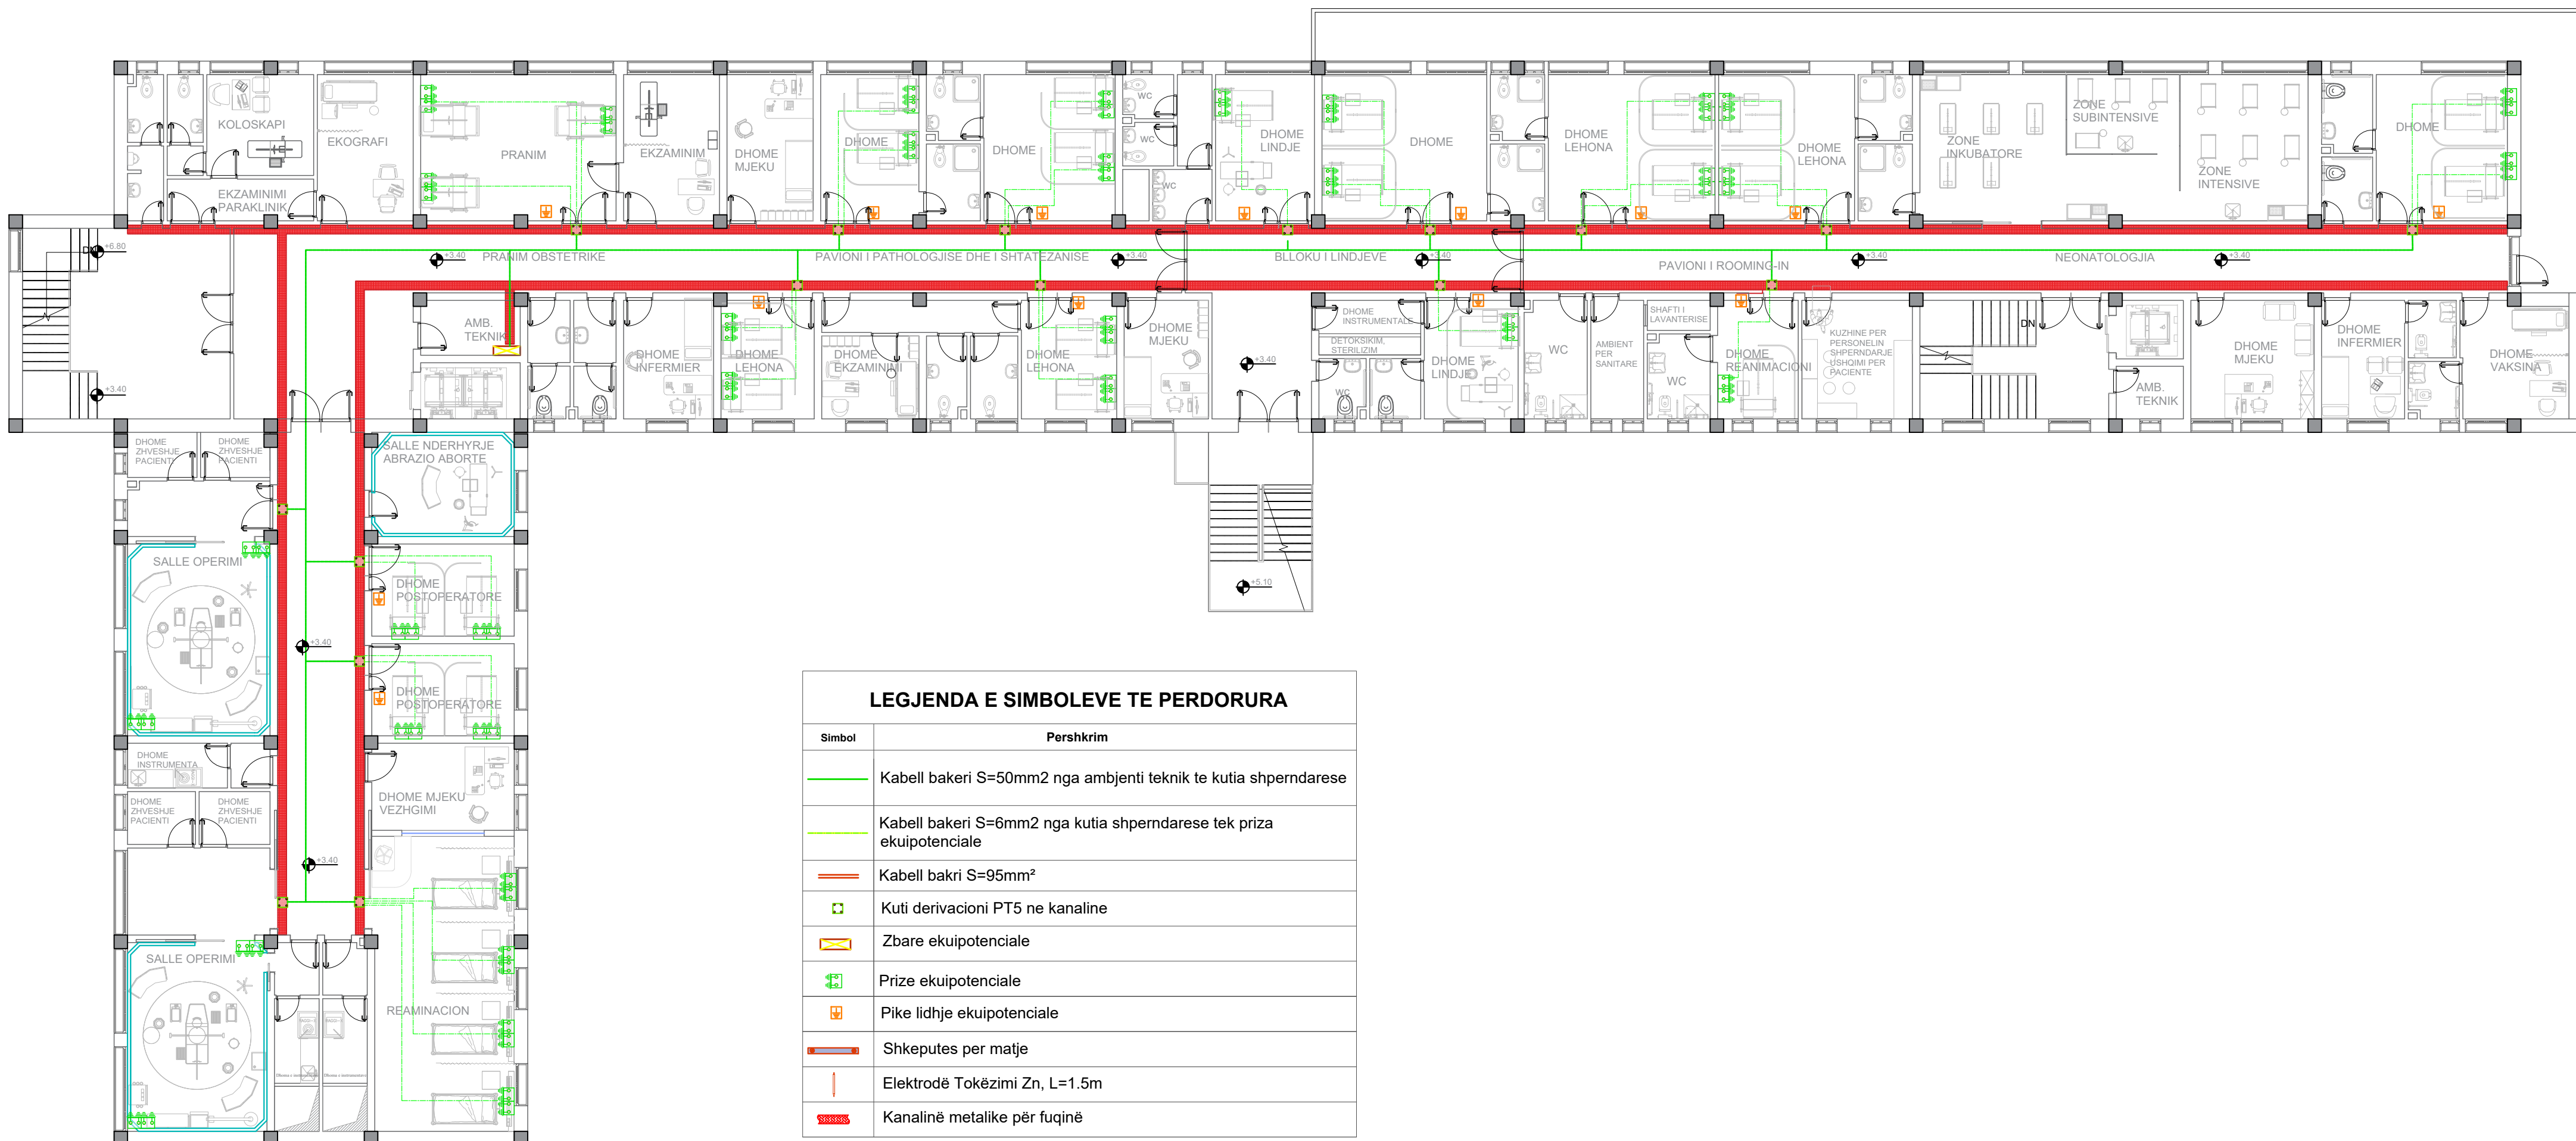 KOLOSKAPI
EKOGRAFI
EKZAMINIMI
PARAKLINIK
PRANIM
EKZAMINIM
DHOME
MJEKU
DHOME
DHOME
WC
WC
WC
DHOME
LINDJE
DHOME
DHOME
LEHONA
DHOME
LEHONA
ZONE
INKUBATORE
ZONE
SUBINTENSIVE
ZONE
INTENSIVE
DHOME
+6.80
DN
+3.40
PRANIM OBSTETRIKE
+3.40
PAVIONI I PATHOLOGJISE DHE I SHTATEZANISE
+3.40
BLLOKU I LINDJEVE
+3.40
PAVIONI I ROOMING-IN
+3.40
NEONATOLOGJIA
+3.40
AMB.
TEKNIK
DHOME
INFERMIER
DHOME
LEHONA
DHOME
EKZAMINIMI
DHOME
LEHONA
DHOME
MJEKU
+3.40
DHOME
INSTRUMENTALE
DETOKSIKIM,
STERILIZIM
WC
DHOME
LINDJE
WC
AMBIENT
PER
SANITARE
SHAFTI I
LAVANTERISE
WC
DHOME
REANIMACIONI
KUZHINE PER
PERSONELIN
SHPERNDARJE
USHQIMI PER
PACIENTE
DN
AMB.
TEKNIK
DHOME
MJEKU
DHOME
INFERMIER
DHOME
VAKSINA
DHOME
ZHVESHJE
PACIENTI
DHOME
ZHVESHJE
PACIENTI
SALLE NDERHYRJE
ABRAZIO ABORTE
SALLE OPERIMI
DHOME
POSTOPERATORE
+5.10
+3.40
DHOME
POSTOPERATORE
DHOME
INSTRUMENTA
DHOME
ZHVESHJE
PACIENTI
DHOME
ZHVESHJE
PACIENTI
DHOME MJEKU
VEZHGIMI
+3.40
SALLE OPERIMI
REAMINACION
LEGJENDA E SIMBOLEVE TE PERDORURA
Simbol Pershkrim
Kabell bakeri S=50mm2 nga ambjenti teknik te kutia shperndarese
Kabell bakeri S=6mm2 nga kutia shperndarese tek priza
ekuipotenciale
Kabell bakri S=95mm²
Kuti derivacioni PT5 ne kanaline
Zbare ekuipotenciale
Prize ekuipotenciale
Pike lidhje ekuipotenciale
Shkeputes per matje
Elektrodë Tokëzimi Zn, L=1.5m
Kanalinë metalike për fuqinë